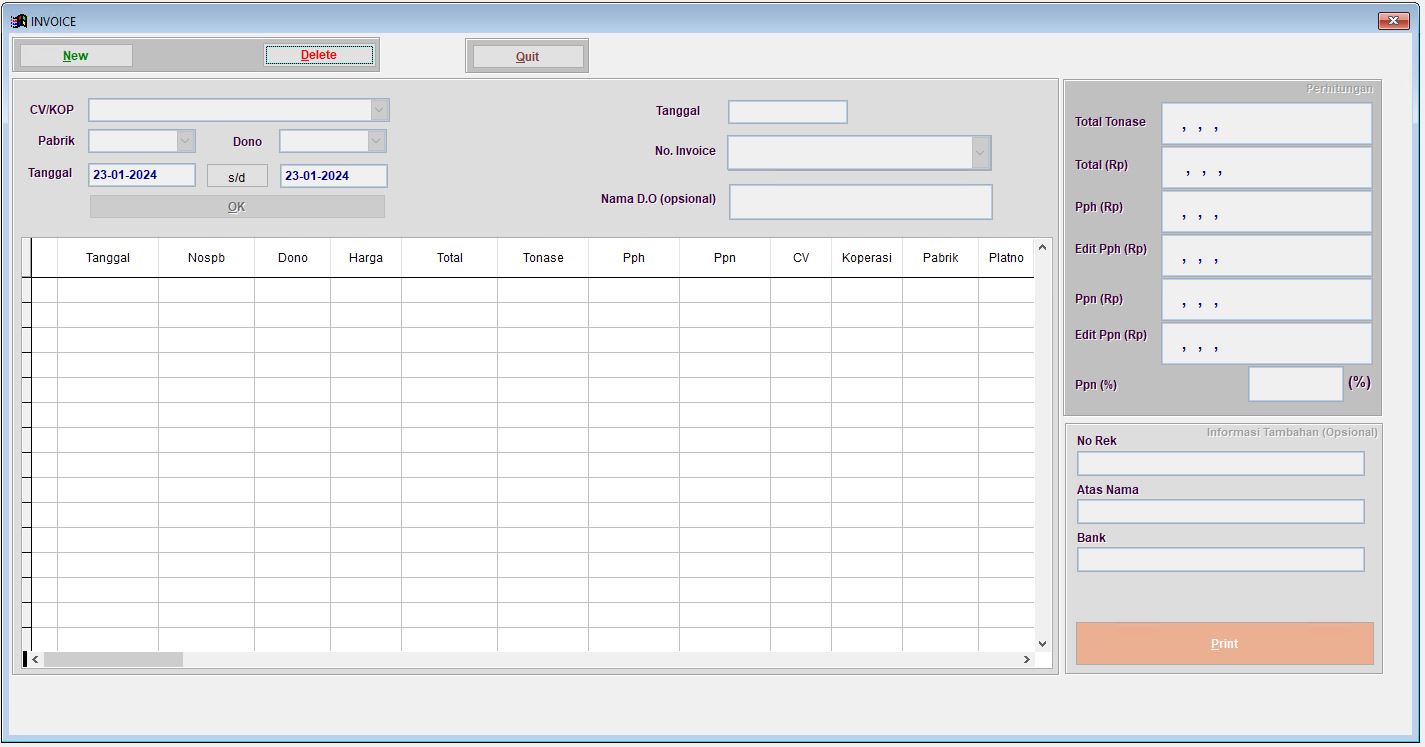 INVOICE
New Delete Quit
CV/KOP
Pabrik Dono
Tanggal 23-01-2024 s/d 23-01-2024
OK
Tanggal
No. Invoice
Nama D.O (opsional)
Tanggal Nospb Dono Harga Total Tonase Pph Ppn CV Koperasi Pabrik Platno
Perhitungan
Total Tonase , , ,
Total (Rp) , , ,
Pph (Rp) , , ,
Edit Pph (Rp) , , ,
Ppn (Rp) , , ,
Edit Ppn (Rp) , , ,
Ppn (%) (%)
Informasi Tambahan (Opsional)
No Rek
Atas Nama
Bank
Print